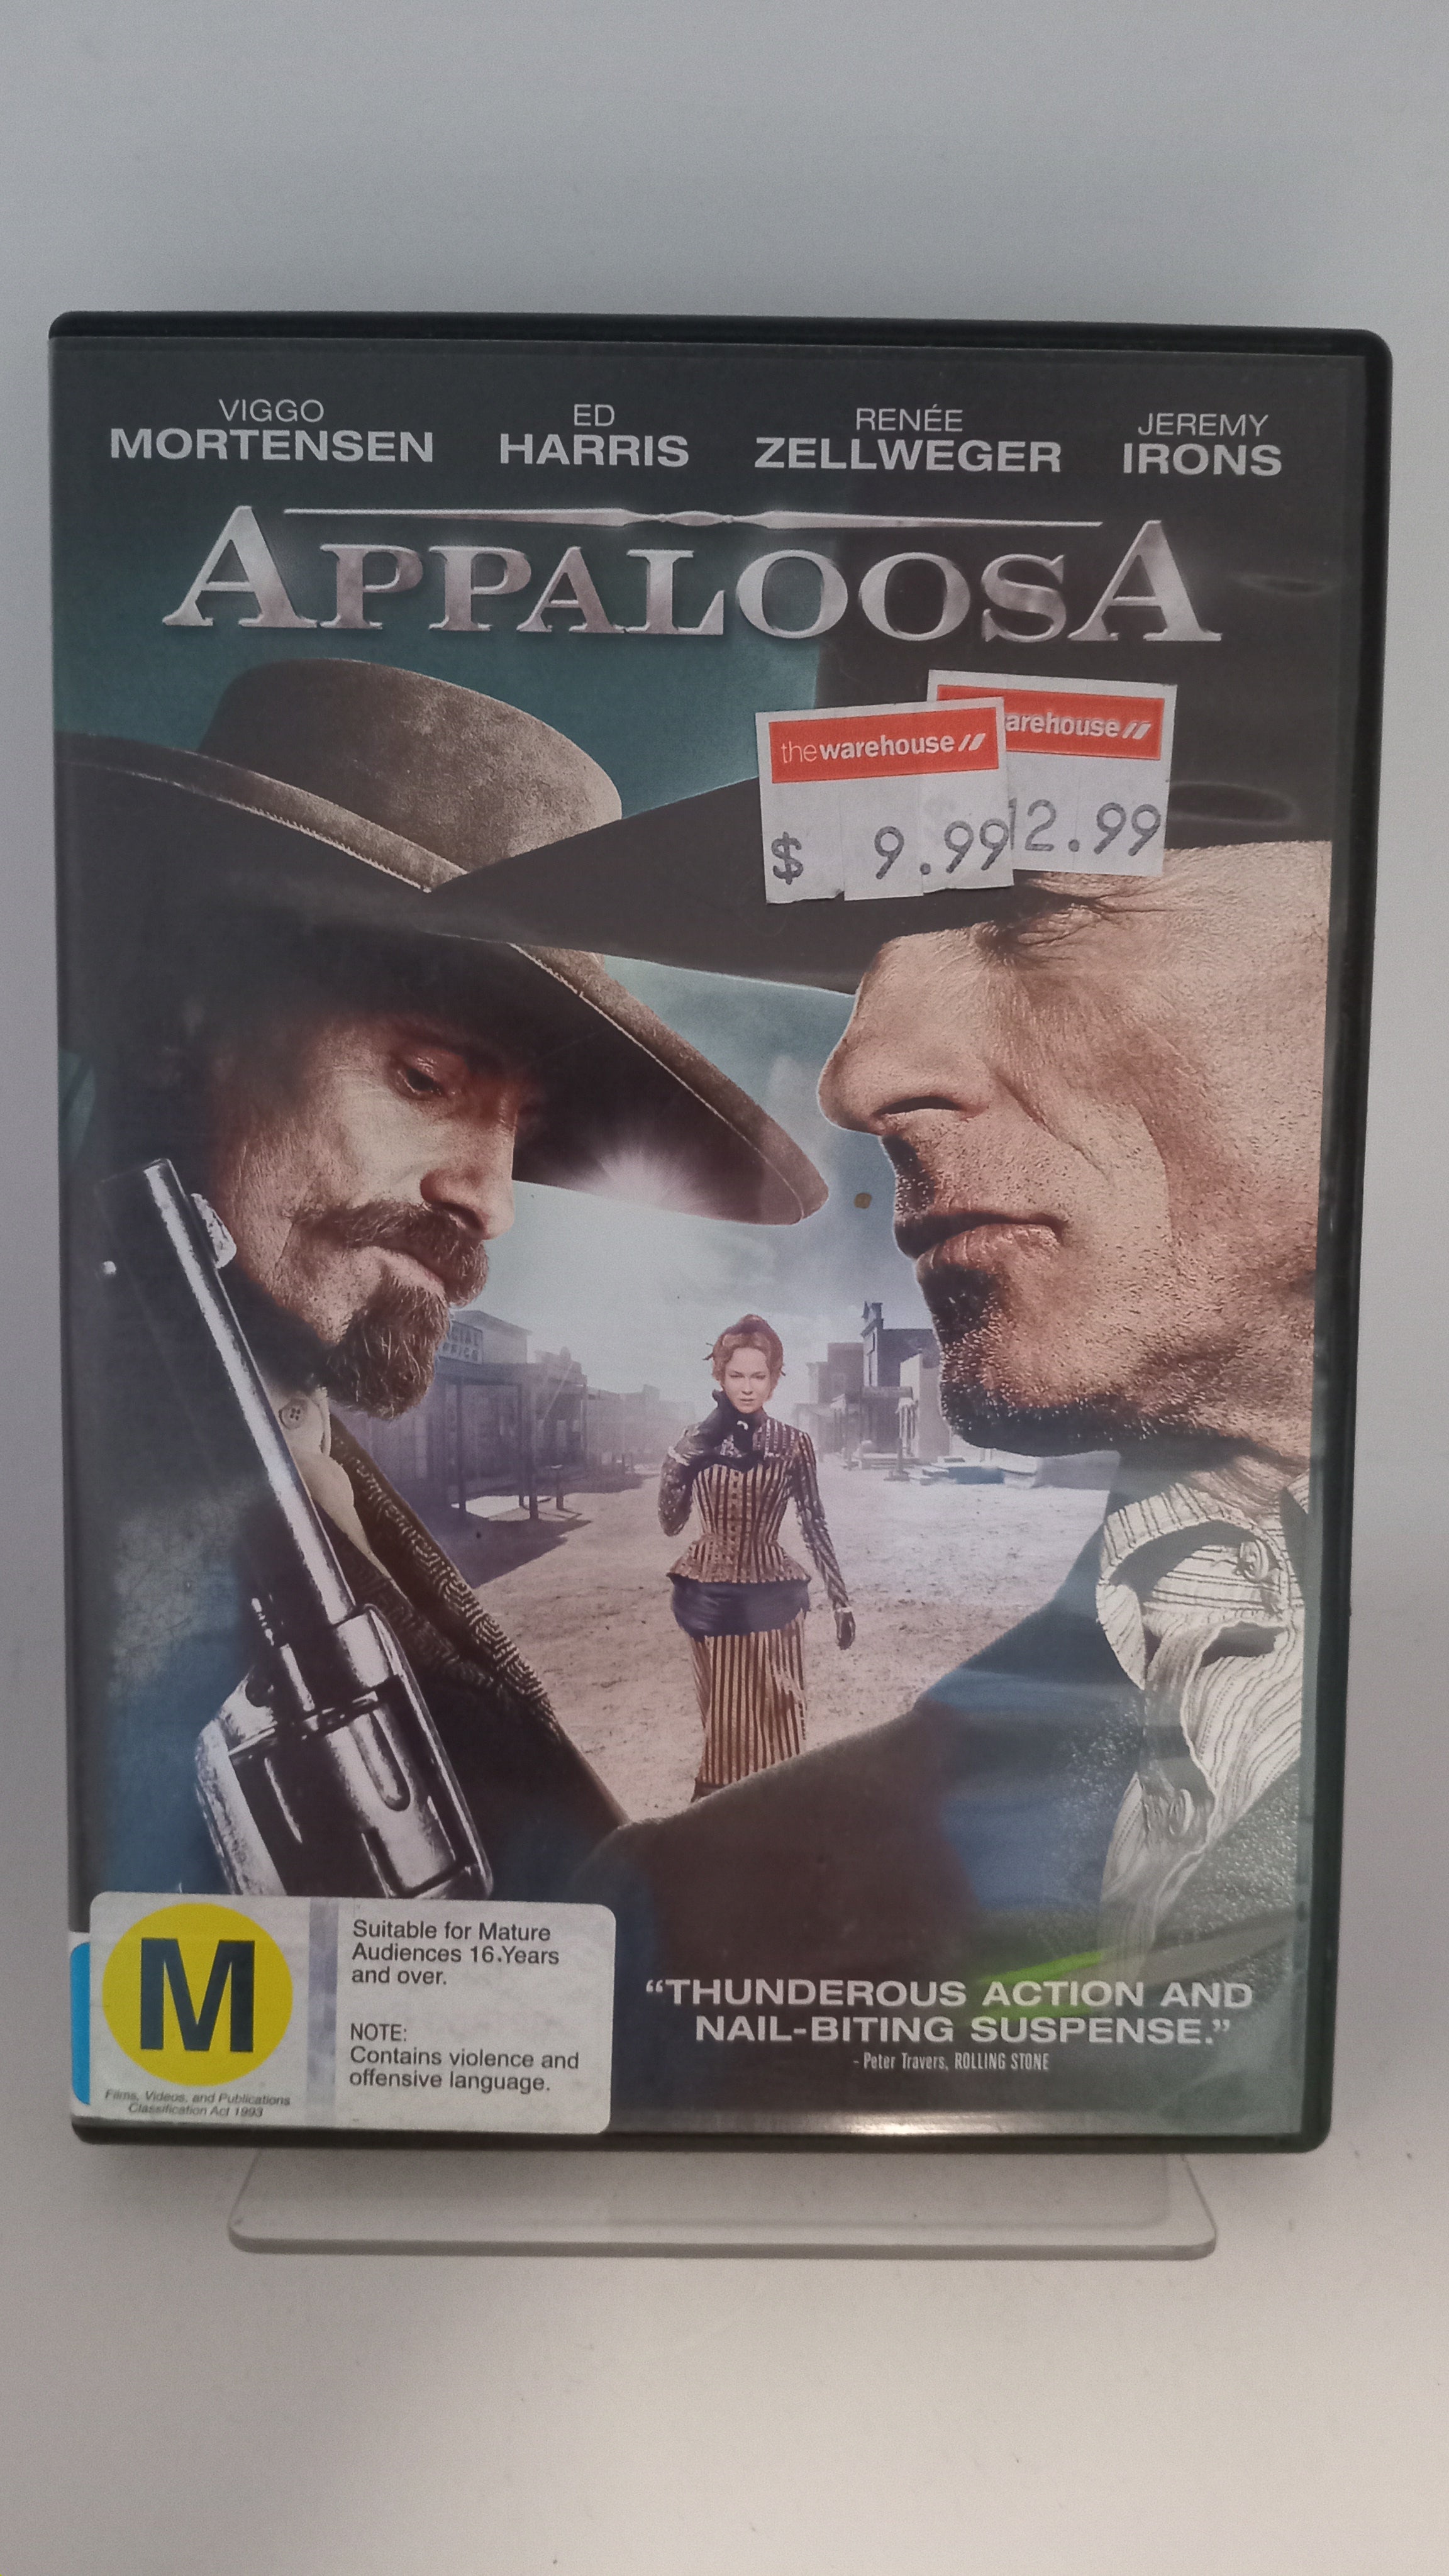 VIGGO
MORTENSEN
ED
HARRIS
RENÉE
ZELLWEGER
JEREMY
IRONS
APPALOOSA
thewarehouse
$ 9.99
arehouse
12.99
M
Films, Videos, and Publications
Classification Act 1993
Suitable for Mature
Audiences 16.Years
and over.
NOTE:
Contains violence and
offensive language.
“THUNDEROUS ACTION AND
NAIL-BITING SUSPENSE.”
- Peter Travers, ROLLING STONE